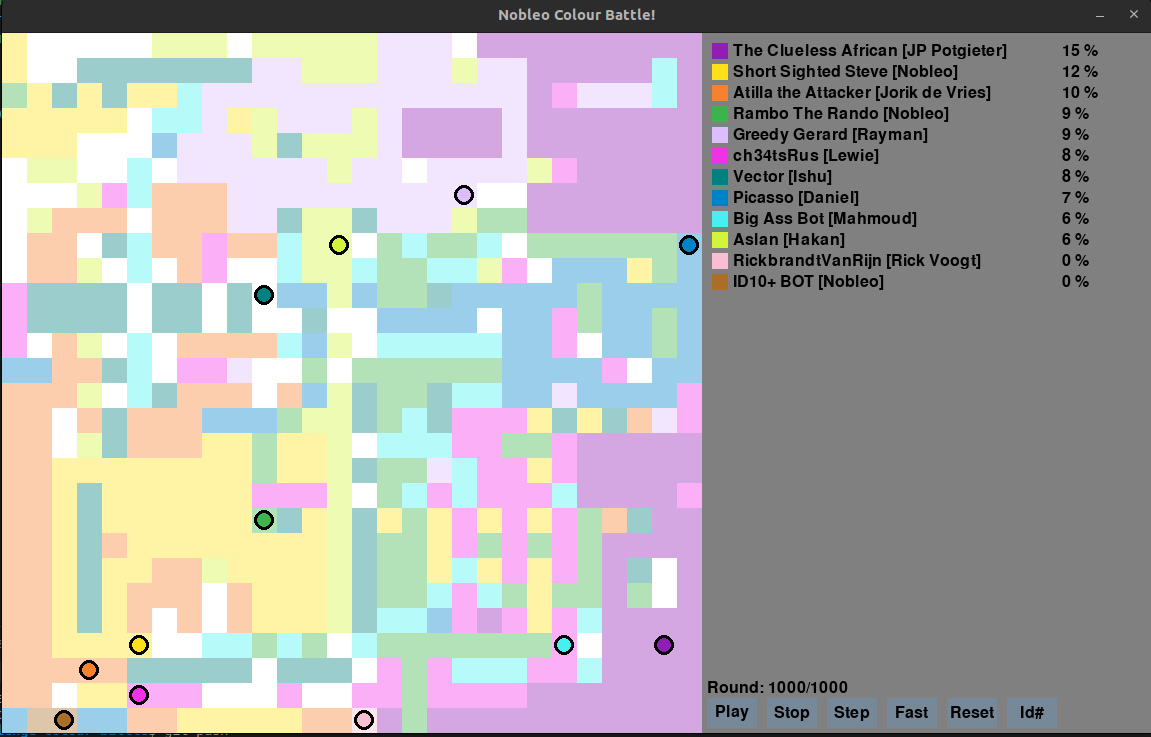 Nobleo Colour Battle!
The Clueless African [JP Potgieter] 15 %
Short Sighted Steve [Nobleo] 12 %
Atilla the Attacker [Jorik de Vries] 10 %
Rambo The Rando [Nobleo] 9 %
Greedy Gerard [Rayman] 9 %
ch34tsRus [Lewie] 8 %
Vector [Ishu] 8 %
Picasso [Daniel] 7 %
Big Ass Bot [Mahmoud] 6 %
Aslan [Hakan] 6 %
RickbrandtVanRijn [Rick Voogt] 0 %
ID10+ BOT [Nobleo] 0 %
Round: 1000/1000
Play Stop Step Fast Reset Id#